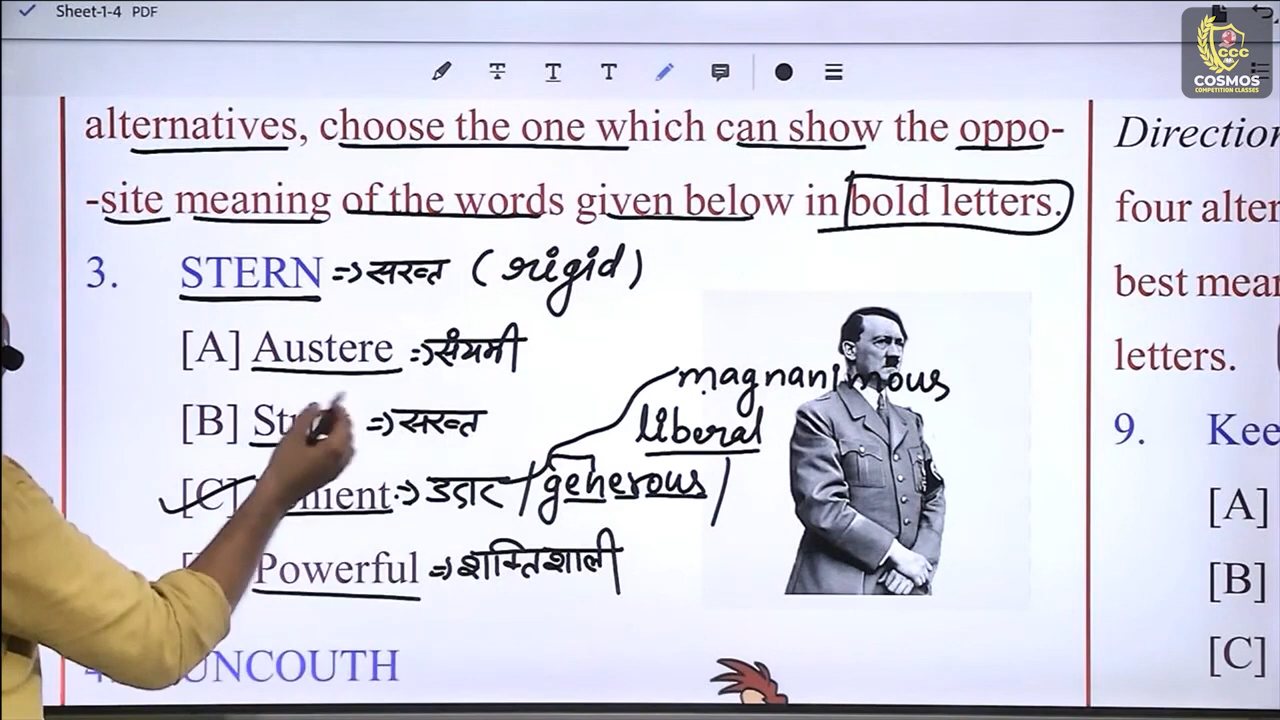 Sheet-1-4 PDF
CCC
COSMOS
COMPETITION CLASSES
alternatives, choose the one which can show the oppo-
-site meaning of the words given below in bold letters.
3. STERN => सख्त (rigid)
[A] Austere => संयमी
magnanimous
[B] => सख्त
liberal
[C] => उदार / generous /
Powerful => शक्तिशाली
UNCOUTH
Direction
four alter
best mean
letters.
9. Kee
[A]
[B]
[C]